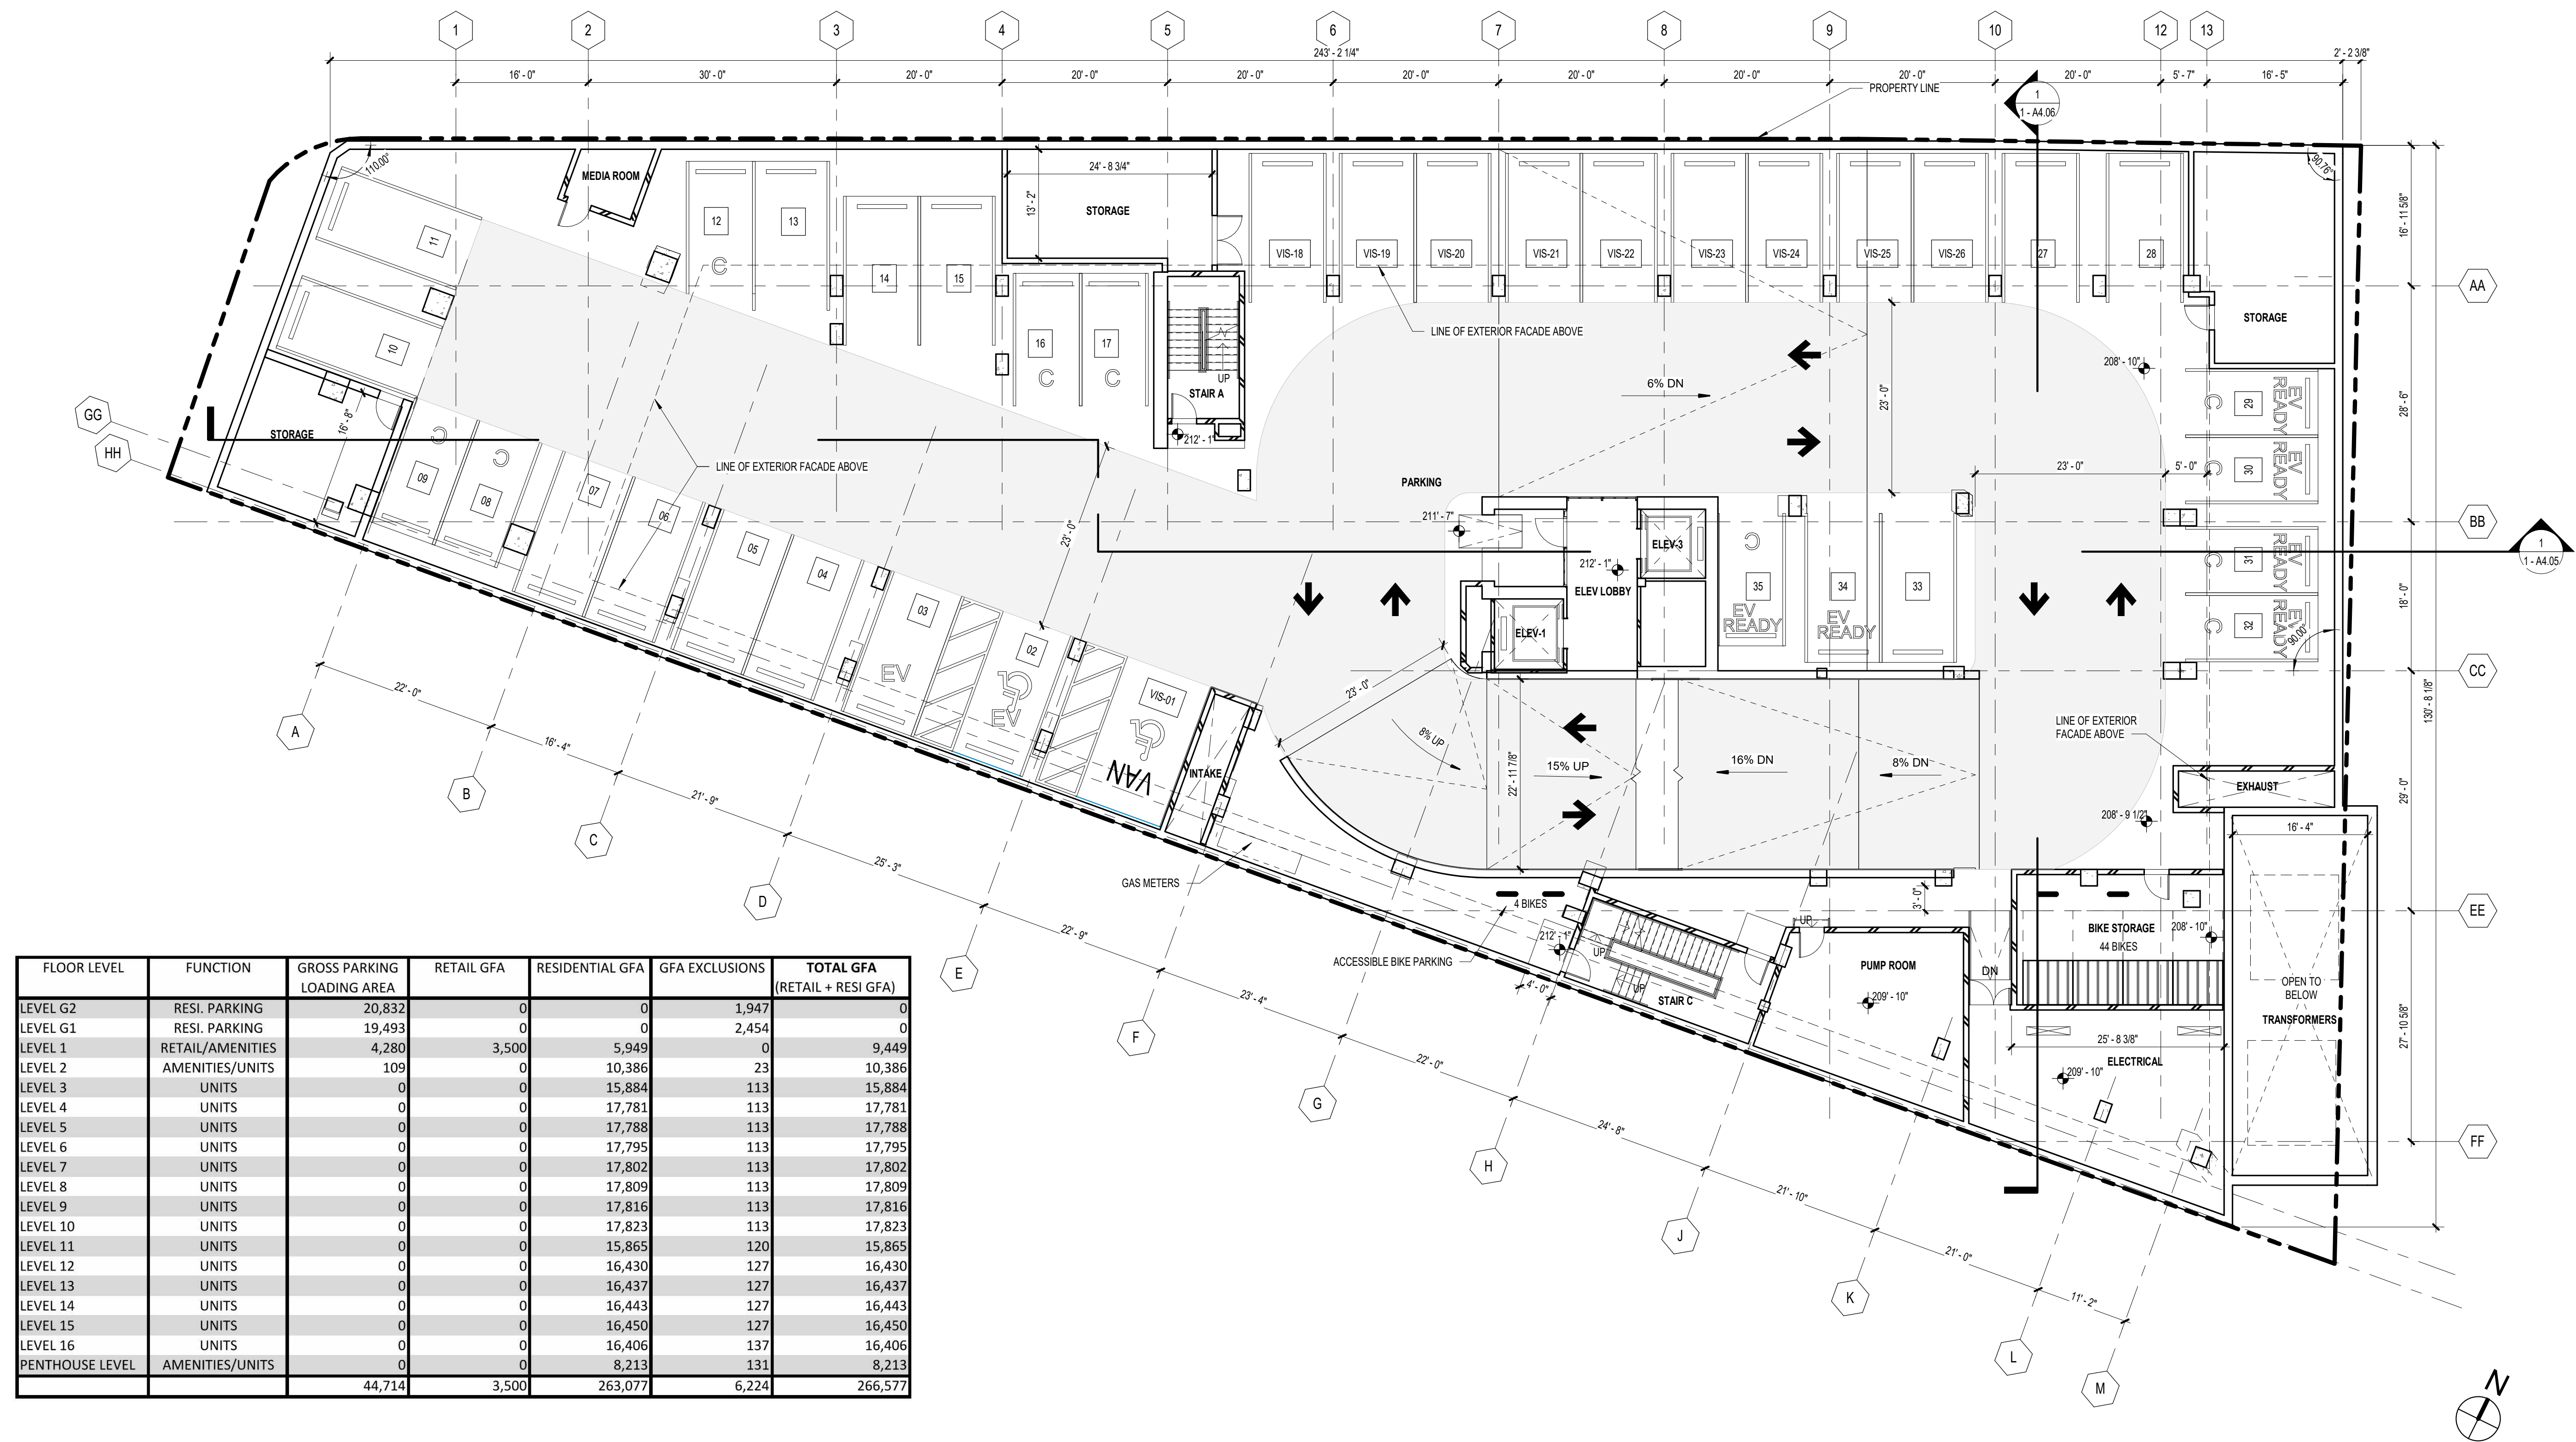 1 2 3 4 5 6 7 8 9 10 12 13
243' - 2 1/4" 2' - 2 3/8"
16' - 0" 30' - 0" 20' - 0" 20' - 0" 20' - 0" 20' - 0" 20' - 0" 20' - 0" 20' - 0" 20' - 0" 5' - 7" 16' - 5"
PROPERTY LINE
1
1 - A4.06
110.00°
MEDIA ROOM
24' - 8 3/4"
13' - 2"
STORAGE
90.76°
16' - 11 5/8"
11
12
C
13
14
15
VIS-18
VIS-19
VIS-20
VIS-21
VIS-22
VIS-23
VIS-24
VIS-25
VIS-26
27
28
AA
STORAGE
LINE OF EXTERIOR FACADE ABOVE
10
16
C
17
C
UP
STAIR A
212' - 1"
6% DN
23' - 0"
208' - 10"
28' - 6"
C
29
EV
READY
C
30
EV
READY
GG
HH
STORAGE
16' - 8"
LINE OF EXTERIOR FACADE ABOVE
23' - 0"
5' - 0"
PARKING
C
09
C
08
07
06
05
04
03
EV
02
EV
VIS-01
VAN
23' - 0"
211' - 7"
ELEV-3
212' - 1"
ELEV LOBBY
ELEV-1
C
35
EV
READY
34
EV
READY
33
BB
C
31
EV
READY
C
32
EV
READY
90.00°
18' - 0"
1
1 - A4.05
CC
130' - 8 1/8"
INTAKE
23' - 0"
8% UP
22' - 11 7/8"
15% UP
16% DN
8% DN
LINE OF EXTERIOR
FACADE ABOVE
EXHAUST
29' - 0"
208' - 9 1/2"
16' - 4"
GAS METERS
4 BIKES
3' - 0"
EE
ACCESSIBLE BIKE PARKING
212' - 1"
UP
UP
4' - 0"
STAIR C
UP
PUMP ROOM
209' - 10"
DN
BIKE STORAGE
44 BIKES
208' - 10"
OPEN TO
BELOW
TRANSFORMERS
25' - 8 3/8"
ELECTRICAL
209' - 10"
27' - 10 5/8"
FF
22' - 0"
16' - 4"
21' - 9"
25' - 3"
22' - 9"
23' - 4"
22' - 0"
24' - 8"
21' - 10"
21' - 0"
11' - 2"
A
B
C
D
E
F
G
H
J
K
L
M
N
FLOOR LEVEL FUNCTION GROSS PARKING RETAIL GFA RESIDENTIAL GFA GFA EXCLUSIONS TOTAL GFA
LOADING AREA (RETAIL + RESI GFA)
LEVEL G2 RESI. PARKING 20,832 0 0 1,947 0
LEVEL G1 RESI. PARKING 19,493 0 0 2,454 0
LEVEL 1 RETAIL/AMENITIES 4,280 3,500 5,949 0 9,449
LEVEL 2 AMENITIES/UNITS 109 0 10,386 23 10,386
LEVEL 3 UNITS 0 0 15,884 113 15,884
LEVEL 4 UNITS 0 0 17,781 113 17,781
LEVEL 5 UNITS 0 0 17,788 113 17,788
LEVEL 6 UNITS 0 0 17,795 113 17,795
LEVEL 7 UNITS 0 0 17,802 113 17,802
LEVEL 8 UNITS 0 0 17,809 113 17,809
LEVEL 9 UNITS 0 0 17,816 113 17,816
LEVEL 10 UNITS 0 0 17,823 113 17,823
LEVEL 11 UNITS 0 0 15,865 120 15,865
LEVEL 12 UNITS 0 0 16,430 127 16,430
LEVEL 13 UNITS 0 0 16,437 127 16,437
LEVEL 14 UNITS 0 0 16,443 127 16,443
LEVEL 15 UNITS 0 0 16,450 127 16,450
LEVEL 16 UNITS 0 0 16,406 137 16,406
PENTHOUSE LEVEL AMENITIES/UNITS 0 0 8,213 131 8,213
44,714 3,500 263,077 6,224 266,577